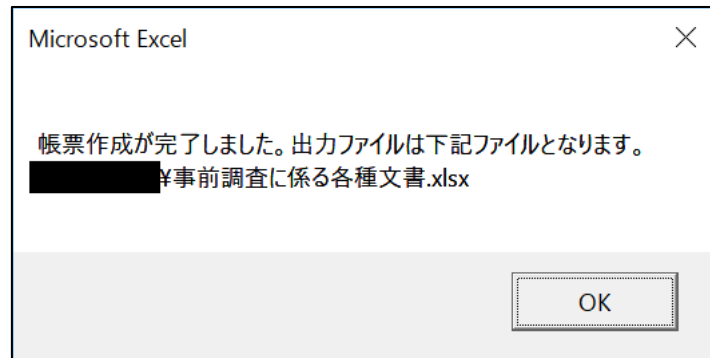 Microsoft Excel
帳票作成が完了しました。出力ファイルは下記ファイルとなります。
¥事前調査に係る各種文書.xlsx
OK